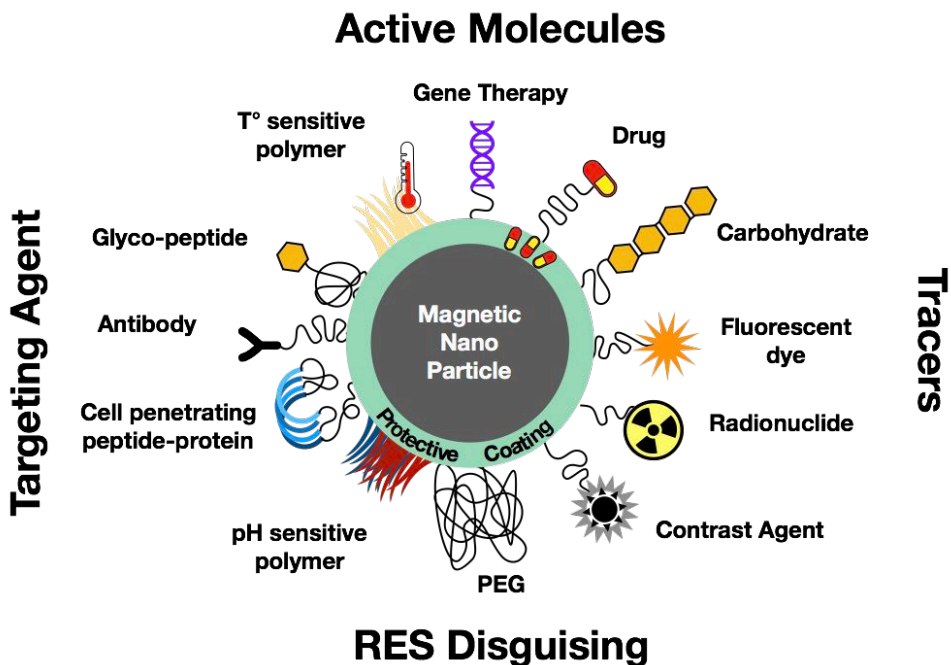 Active Molecules
Gene Therapy
T° sensitive
polymer
Drug
Glyco-peptide
Carbohydrate
Targeting Agent
Tracers
Antibody
Magnetic
Nano
Particle
Fluorescent
dye
Cell penetrating
peptide-protein
Radionuclide
Protective Coating
pH sensitive
polymer
Contrast Agent
PEG
RES Disguising